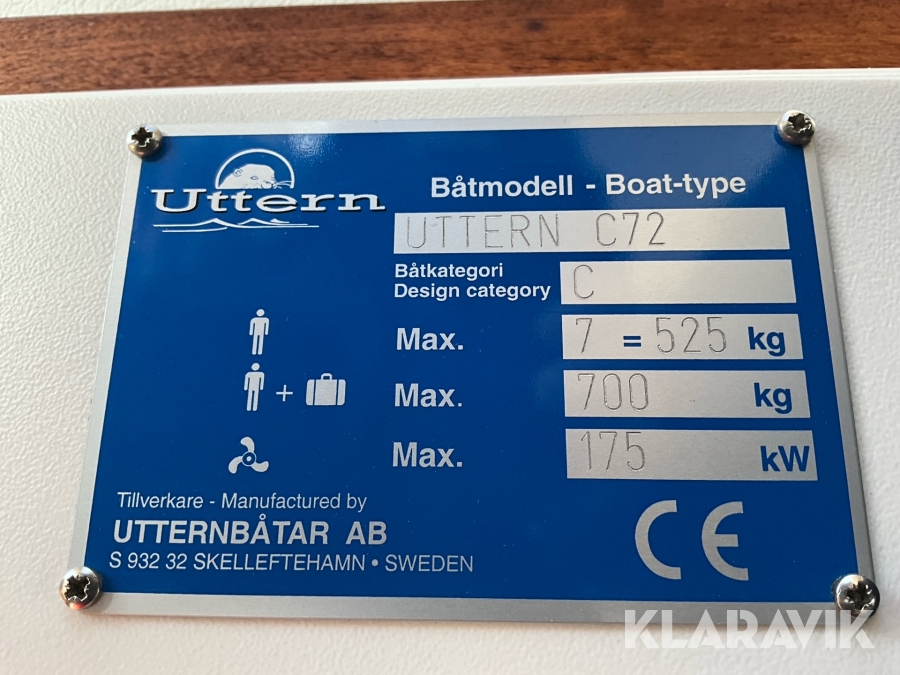 Uttern
Båtmodell - Boat-type
UTTERN C72
Båtkategori
Design category C
Max. 7 = 525 kg
+ Max. 700 kg
Max. 175 kW
Tillverkare - Manufactured by
UTTERNBÅTAR AB
S 932 32 SKELLEFTEHAMN • SWEDEN
CE
KLARAVIK